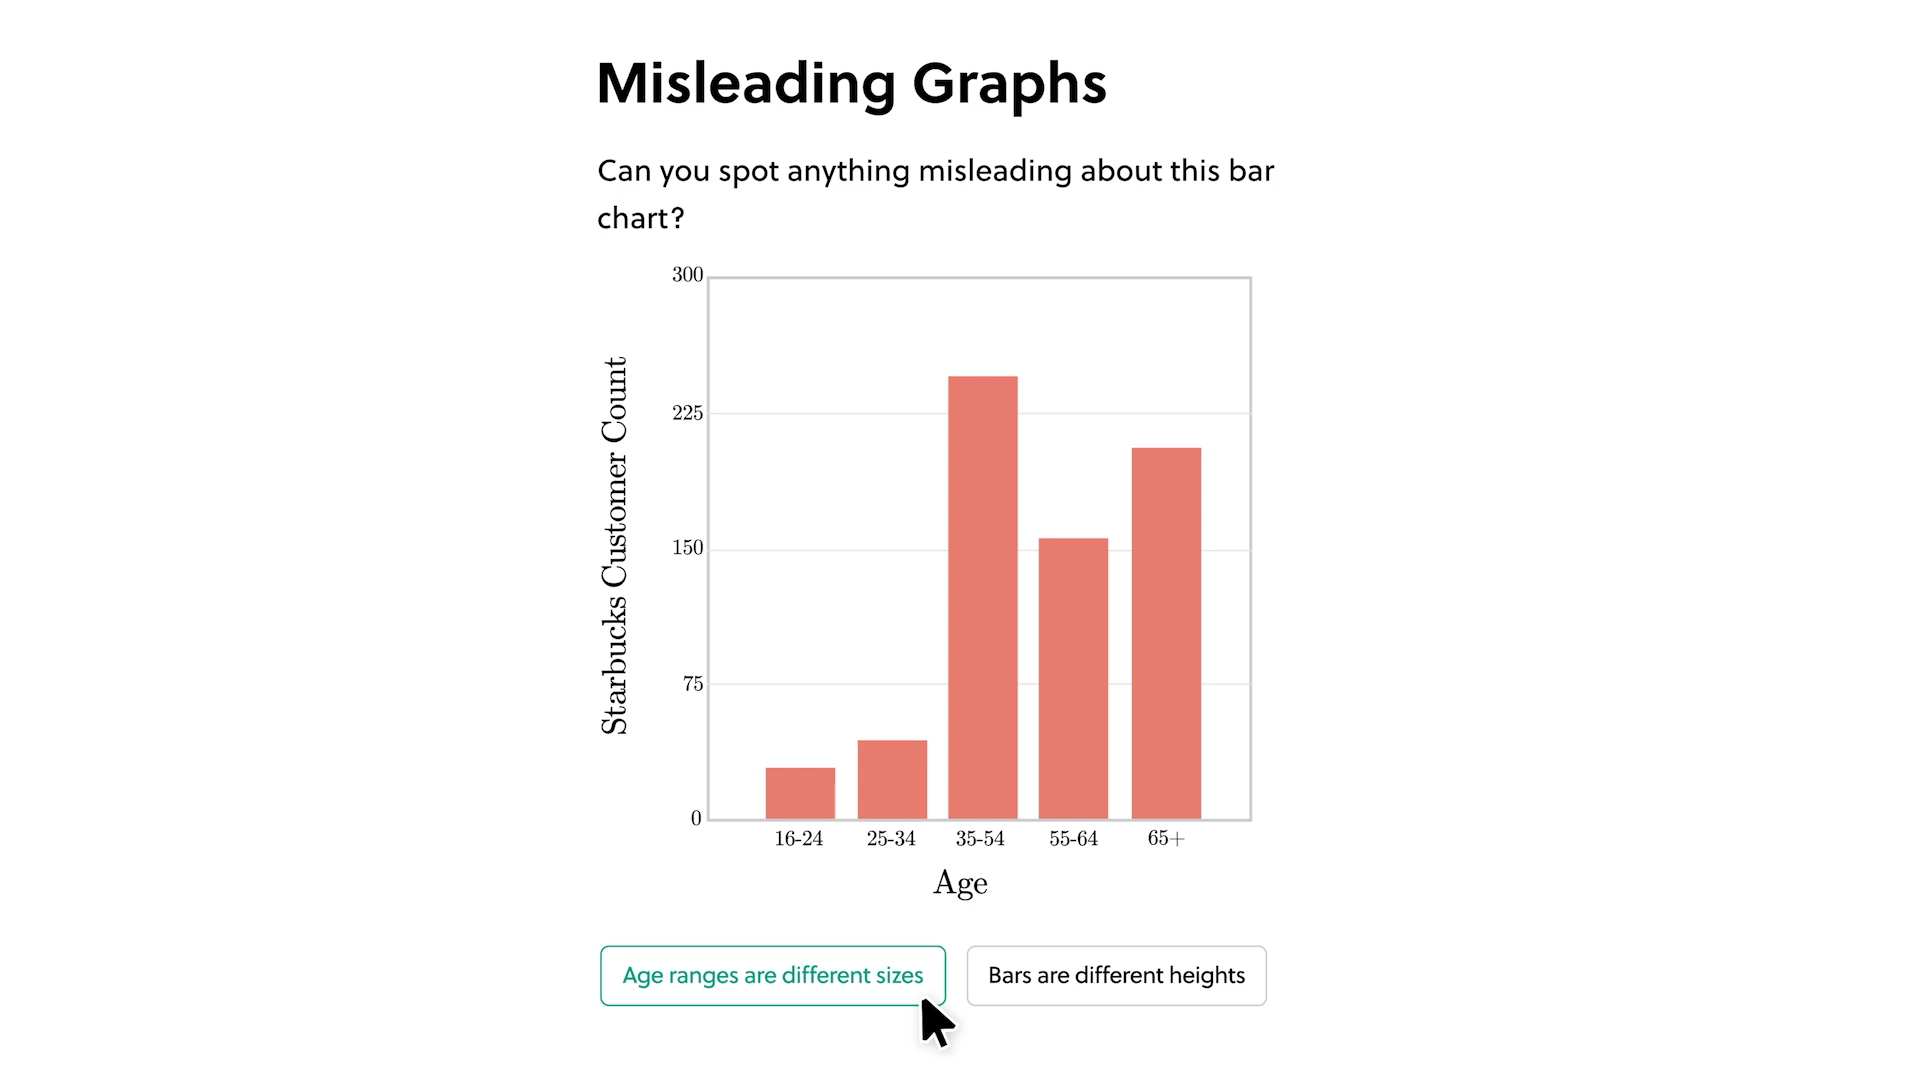 Misleading Graphs
Can you spot anything misleading about this bar
chart?
300
225
150
75
0
Starbucks Customer Count
16-24
25-34
35-54
55-64
65+
Age
Age ranges are different sizes
Bars are different heights